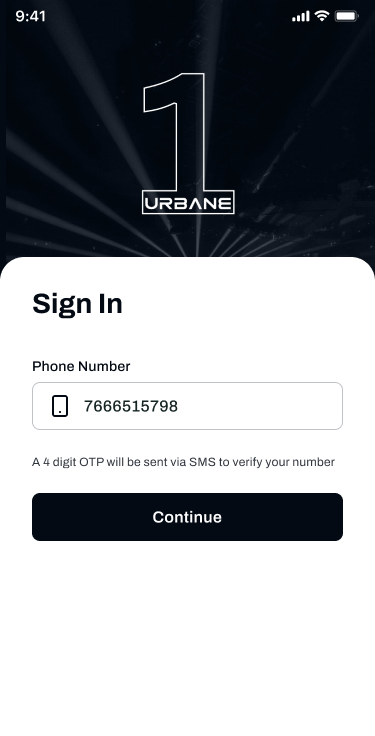 9:41
1
URBANE
Sign In
Phone Number
7666515798
A 4 digit OTP will be sent via SMS to verify your number
Continue